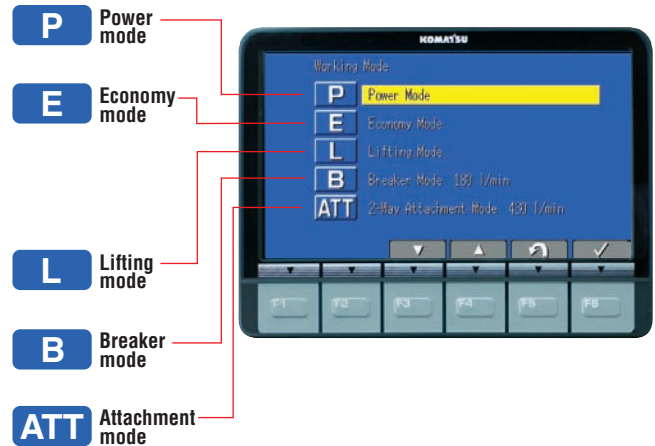 P Power
mode
E Economy
mode
L Lifting
mode
B Breaker
mode
ATT Attachment
mode
KOMATSU
Working Mode
P Power Mode
E Economy Mode
L Lifting Mode
B Breaker Mode 180 l/min
ATT 2-Way Attachment Mode 430 l/min
F1 F2 F3 F4 F5 F6